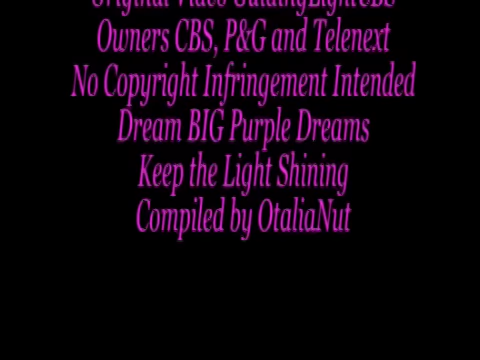 Original Video GuidingLightCBS
Owners CBS, P&G and Telenext
No Copyright Infringement Intended
Dream BIG Purple Dreams
Keep the Light Shining
Compiled by OtaliaNut